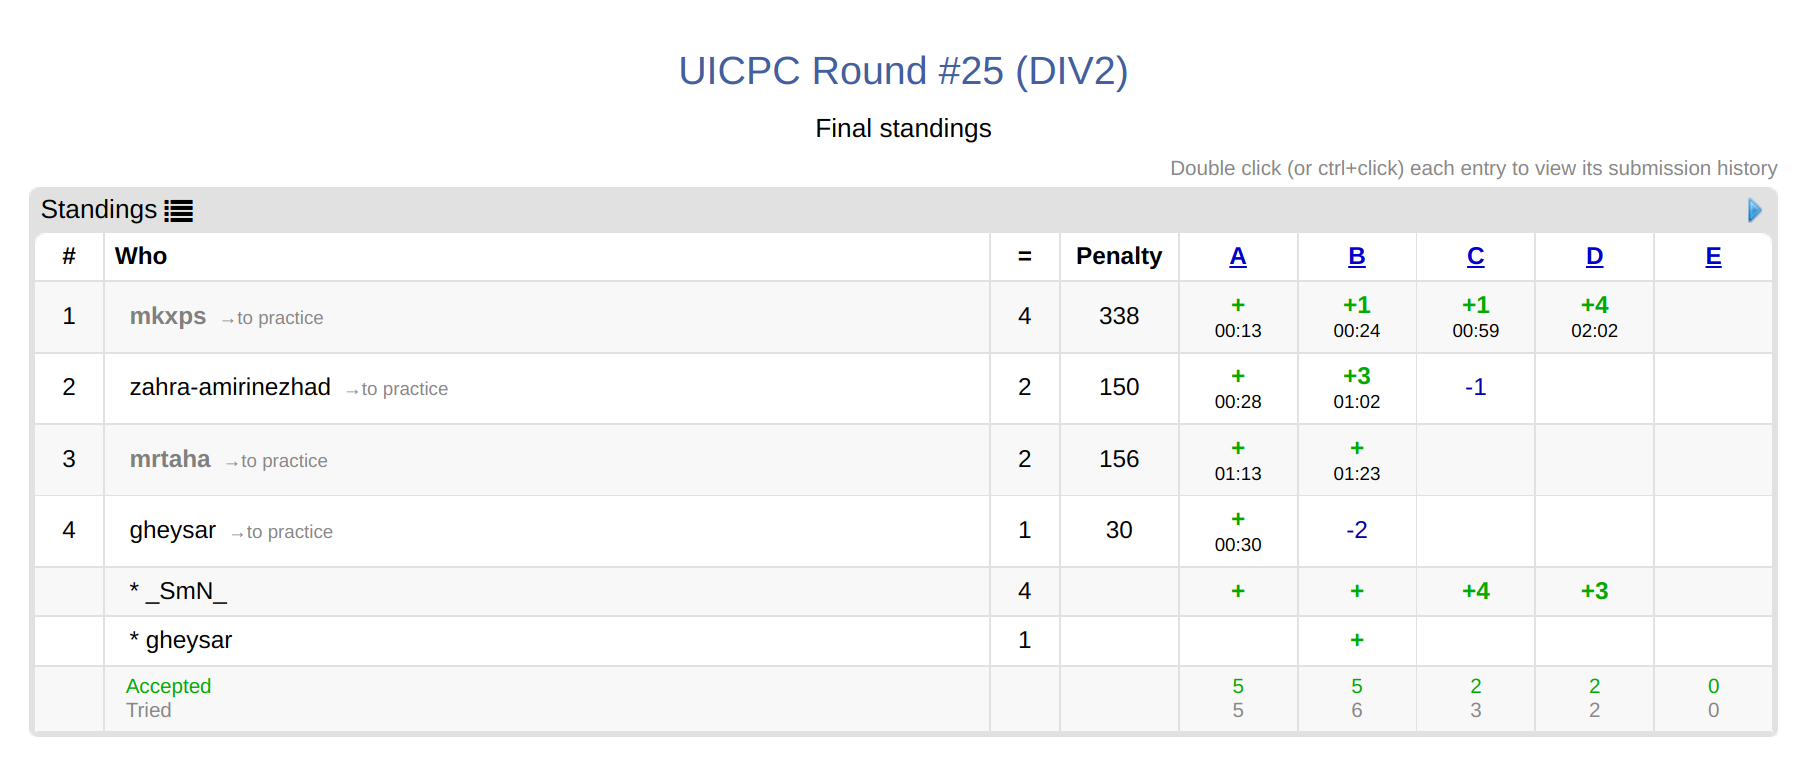 UICPC Round #25 (DIV2)
Final standings
Double click (or ctrl+click) each entry to view its submission history
Standings
# Who = Penalty A B C D E
1 mkxps →to practice 4 338 + 00:13 +1 00:24 +1 00:59 +4 02:02
2 zahra-amirinezhad →to practice 2 150 + 00:28 +3 01:02 -1
3 mrtaha →to practice 2 156 + 01:13 + 01:23
4 gheysar →to practice 1 30 + 00:30 -2
* _SmN_ 4 + + +4 +3
* gheysar 1 +
Accepted 5 5 2 2 0
Tried 5 6 3 2 0